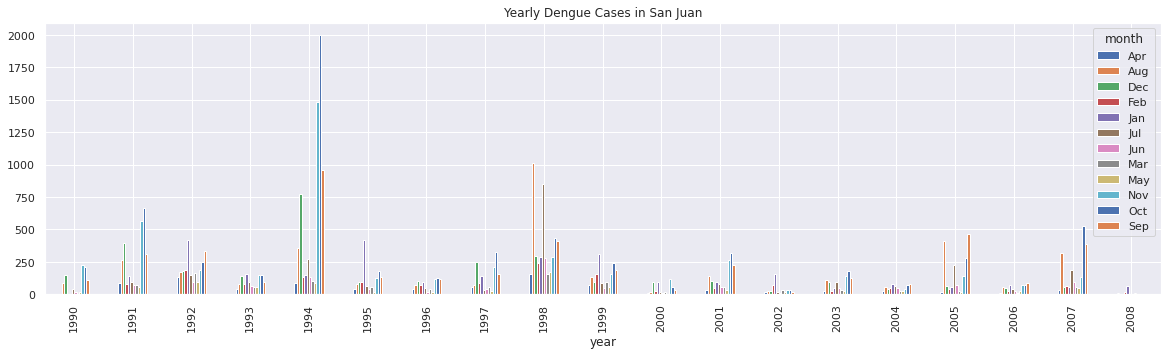 Yearly Dengue Cases in San Juan
2000
1750
1500
1250
1000
750
500
250
0
month
Apr
Aug
Dec
Feb
Jan
Jul
Jun
Mar
May
Nov
Oct
Sep
1990
1991
1992
1993
1994
1995
1996
1997
1998
1999
2000
2001
2002
2003
2004
2005
2006
2007
2008
year